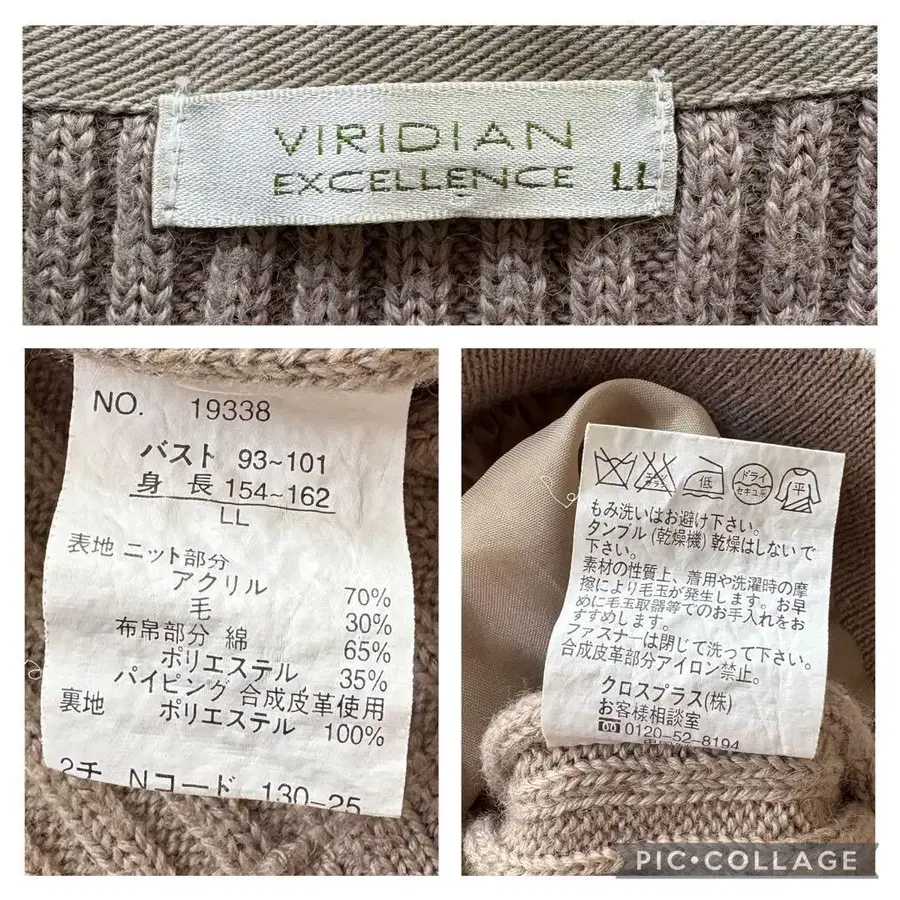 VIRIDIAN
EXCELLENCE LL
NO. 19338
バスト 93~101
身長 154~162
LL
表地 ニット部分
アクリル 70%
毛 30%
布帛部分 綿 65%
ポリエステル 35%
パイピング 合成皮革使用
裏地 ポリエステル 100%
2チ Nコード 130-25
エンソ サラシ 低 ドライ セキユ系 平
もみ洗いはお避け下さい。
タンブル(乾燥機)乾燥はしないで
下さい。
素材の性質上、着用や洗濯時の摩
擦により毛玉が発生します。お早
めに毛玉取器等でのお手入れをお
すすめします。
ファスナーは閉じて洗って下さい。
合成皮革部分アイロン禁止。
クロスプラス(株)
お客様相談室
0120-52-8194
PIC•COLLAGE